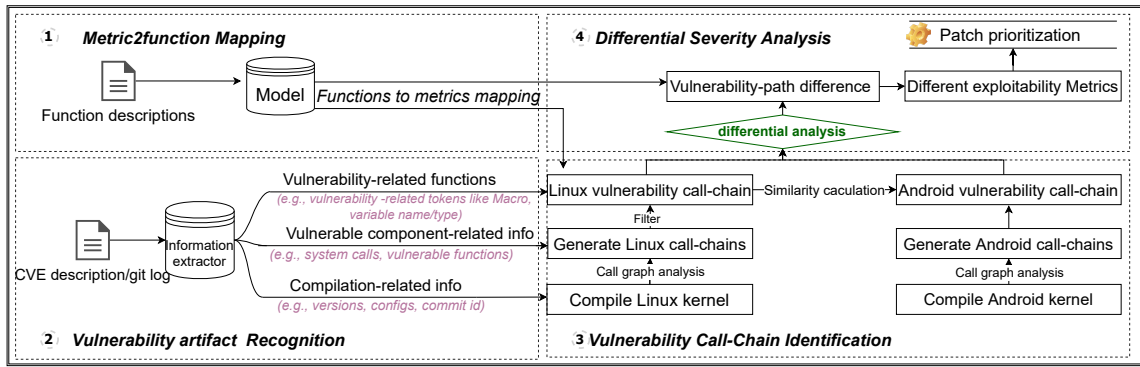 1 Metric2function Mapping
Function descriptions
Model
Functions to metrics mapping
4 Differential Severity Analysis
Patch prioritization
Vulnerability-path difference
Different exploitability Metrics
differential analysis
CVE description/git log
Information
extractor
Vulnerability-related functions
(e.g., vulnerability -related tokens like Macro,
variable name/type)
Vulnerable component-related info
(e.g., system calls, vulnerable functions)
Compilation-related info
(e.g., versions, configs, commit id)
2 Vulnerability artifact Recognition
Linux vulnerability call-chain
Similarity caculation
Android vulnerability call-chain
Filter
Generate Linux call-chains
Generate Android call-chains
Call graph analysis
Call graph analysis
Compile Linux kernel
Compile Android kernel
3 Vulnerability Call-Chain Identification